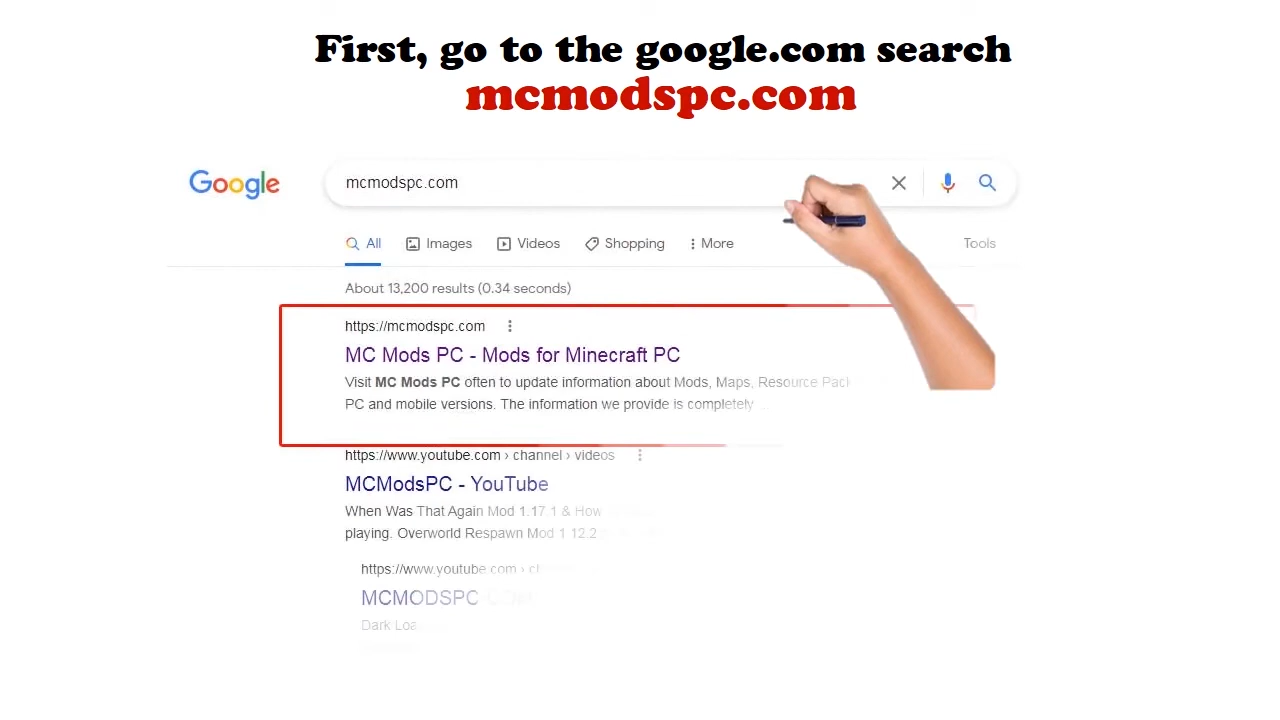 First, go to the google.com search
mcmodspc.com
Google
mcmodspc.com
All Images Videos Shopping More Tools
About 13,200 results (0.34 seconds)
https://mcmodspc.com
MC Mods PC - Mods for Minecraft PC
Visit MC Mods PC often to update information about Mods, Maps, Resource Pack
PC and mobile versions. The information we provide is completely ...
https://www.youtube.com › channel › videos
MCModsPC - YouTube
When Was That Again Mod 1.17.1 & How
playing. Overworld Respawn Mod 1.12.2
https://www.youtube.com › ch
MCMODSPC
Dark Loa